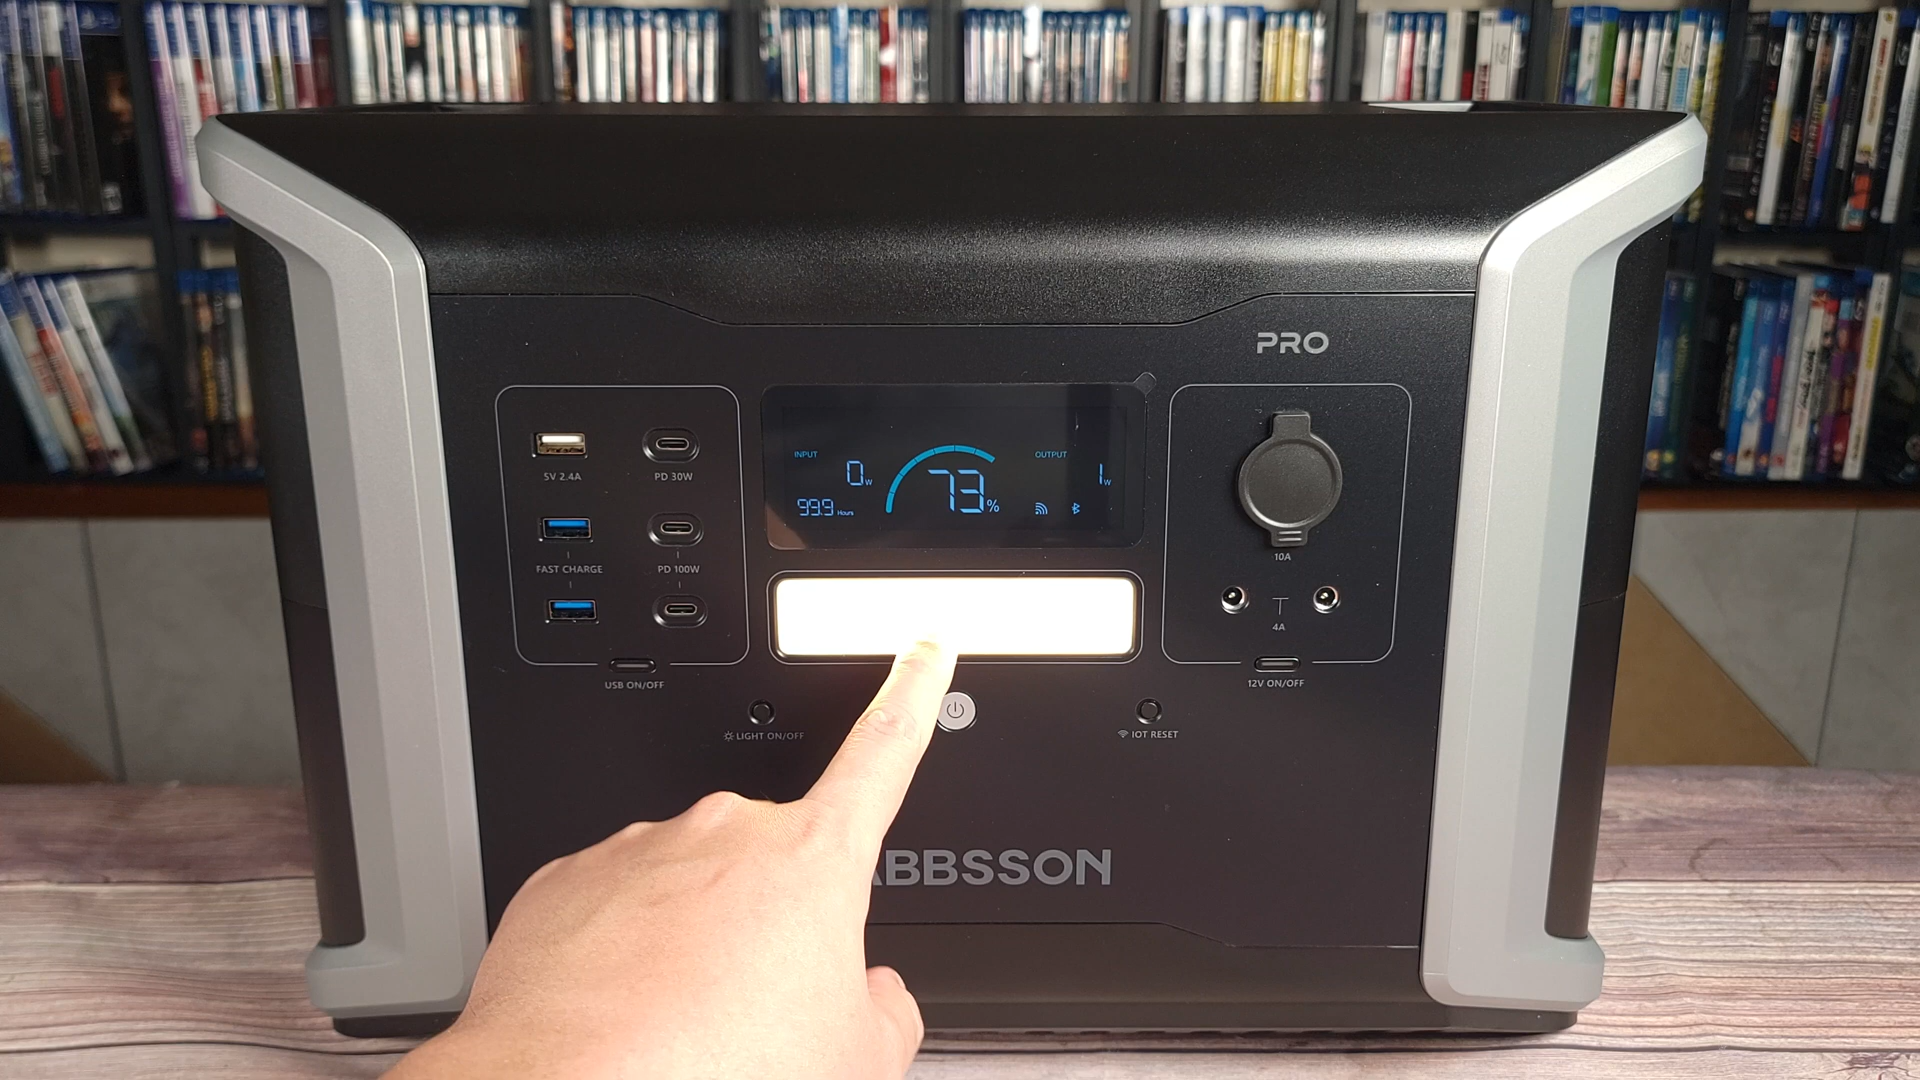 PRO
5V 2.4A
PD 30W
FAST CHARGE
PD 100W
USB ON/OFF
INPUT
0W
99.9 Hours
73%
OUTPUT
1W
10A
4A
12V ON/OFF
LIGHT ON/OFF
IOT RESET
ABBSSON